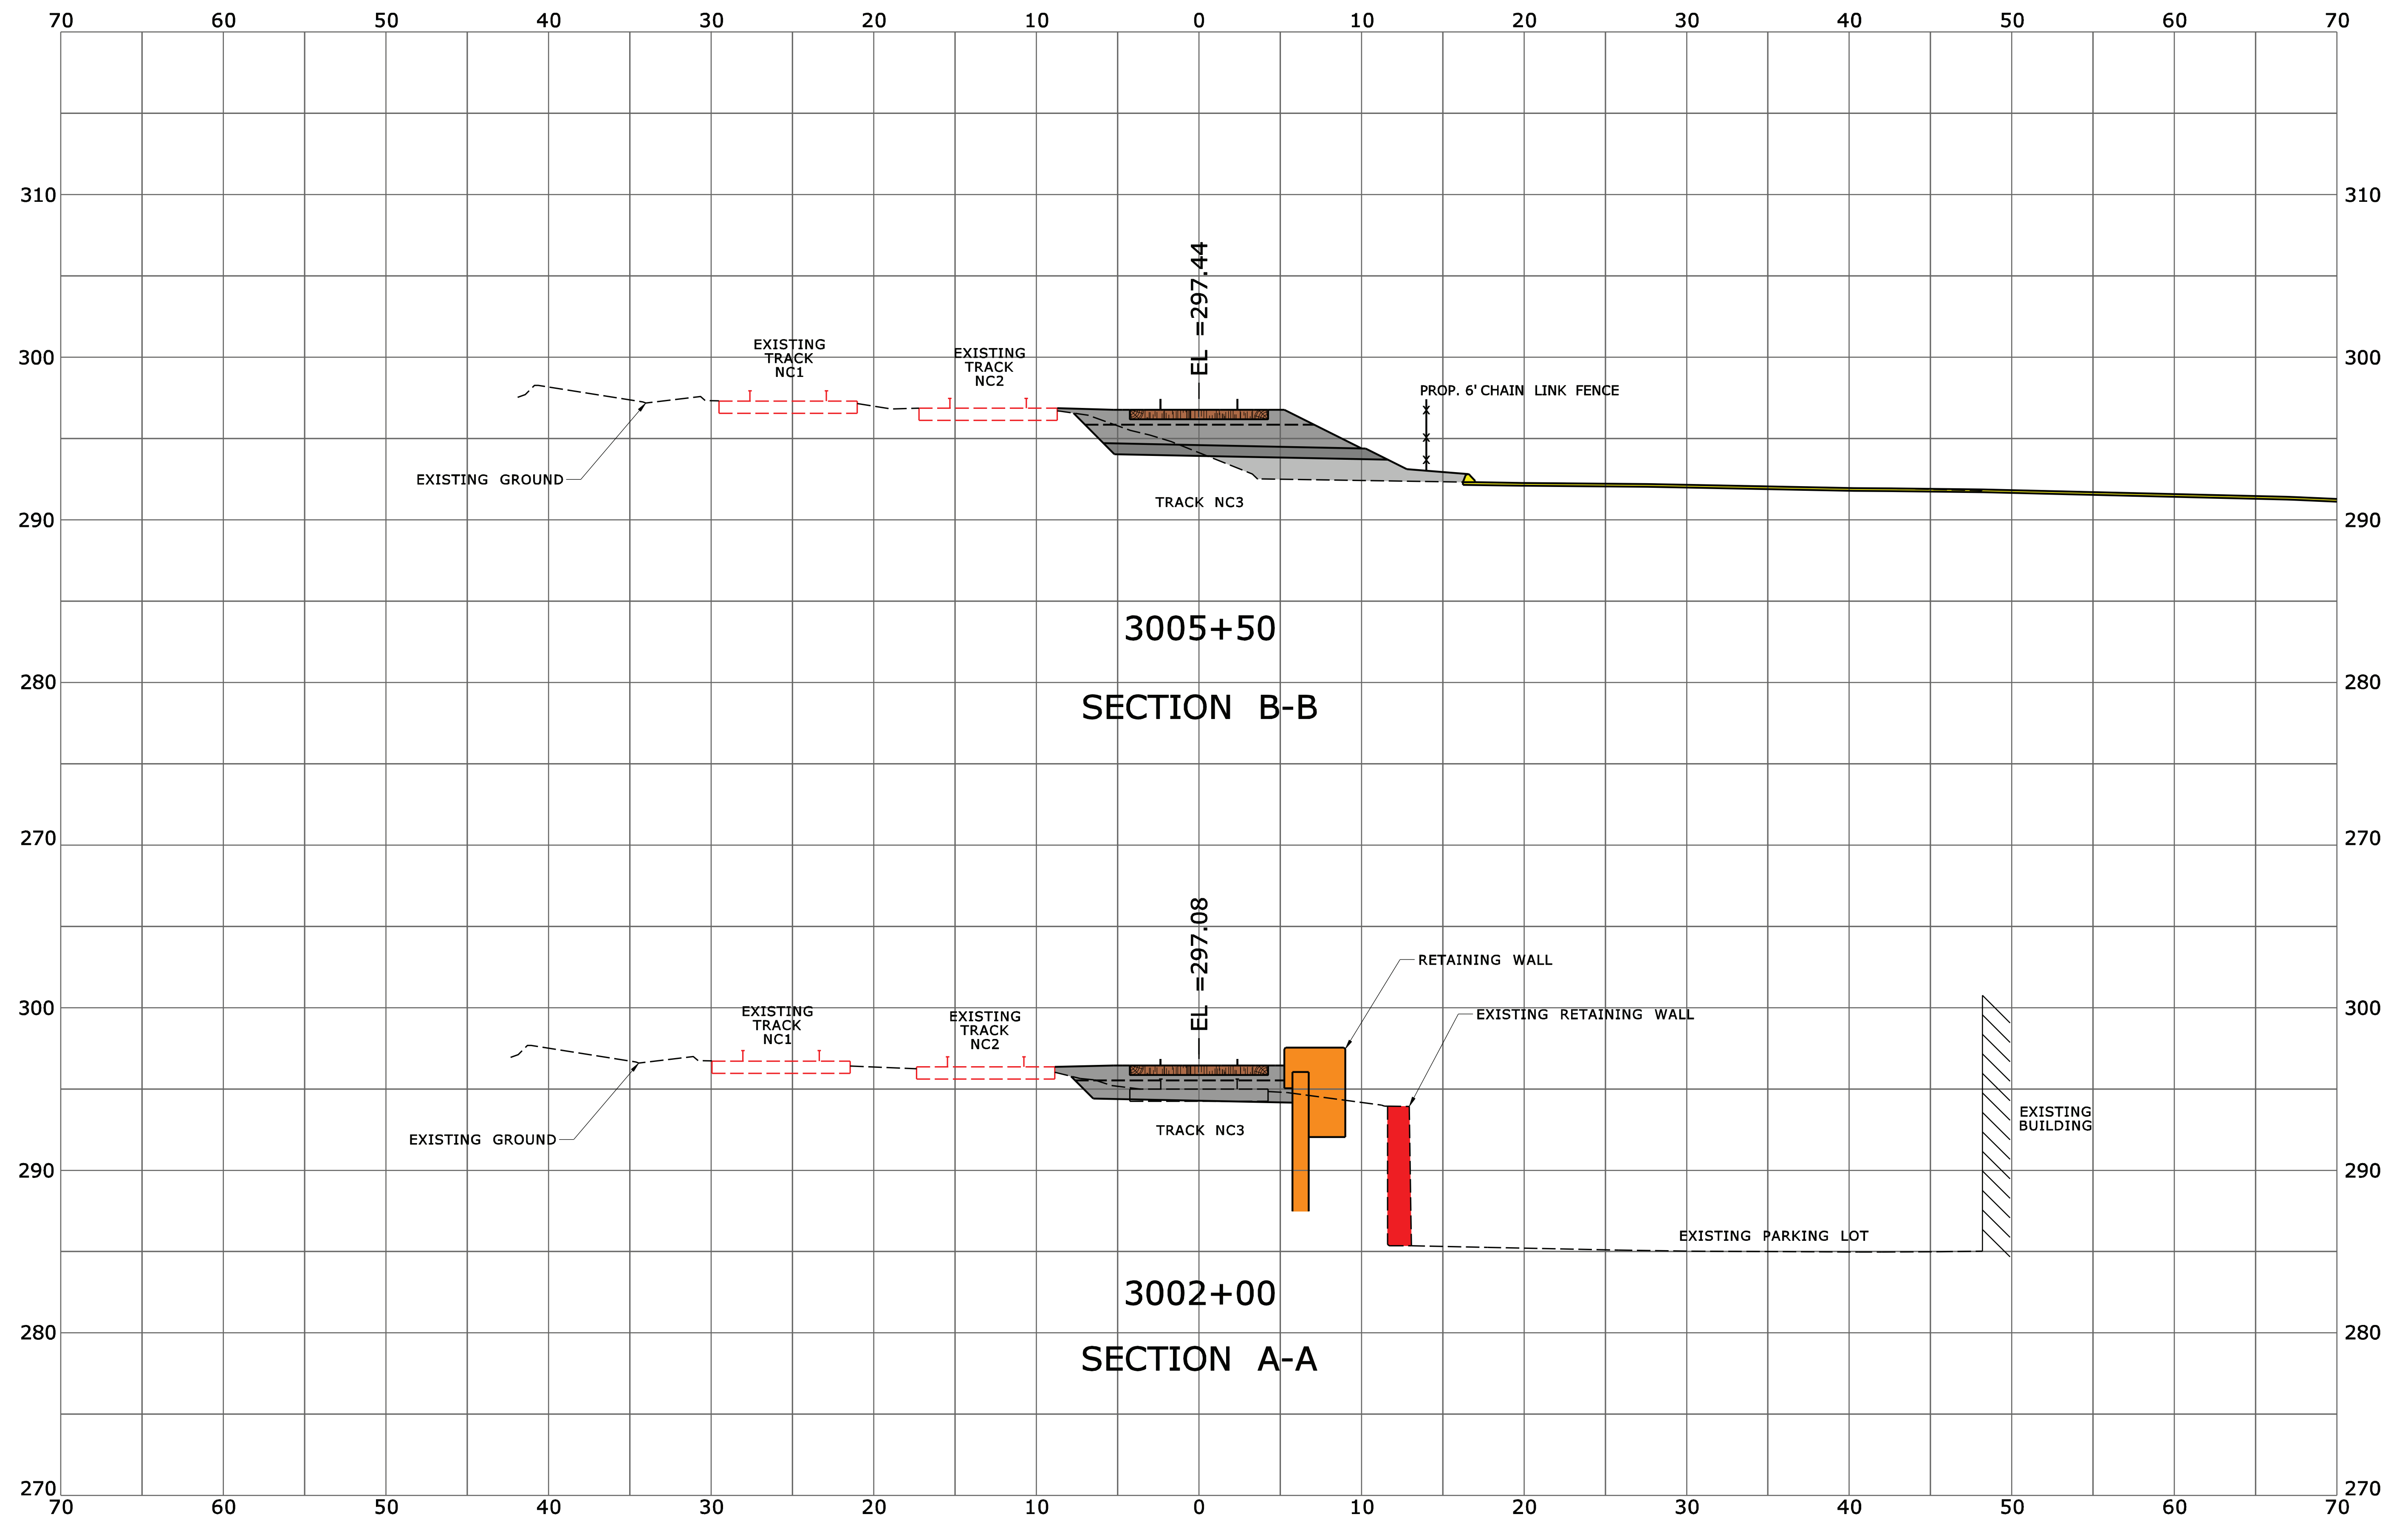 70 60 50 40 30 20 10 0 10 20 30 40 50 60 70
310 310
EL =297.44
300 300
EXISTING
TRACK
NC1
EXISTING
TRACK
NC2
PROP. 6' CHAIN LINK FENCE
EXISTING GROUND
TRACK NC3
290 290
3005+50
280 280
SECTION B-B
270 270
EL =297.08
RETAINING WALL
300 300
EXISTING
TRACK
NC1
EXISTING
TRACK
NC2
EXISTING RETAINING WALL
EXISTING GROUND
TRACK NC3
EXISTING
BUILDING
290 290
EXISTING PARKING LOT
3002+00
280 280
SECTION A-A
270 270
70 60 50 40 30 20 10 0 10 20 30 40 50 60 70